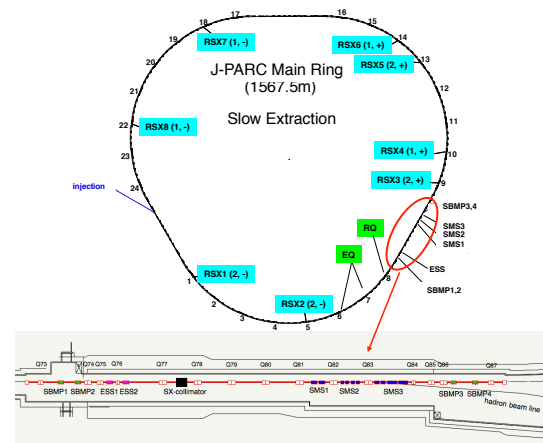 18
17
16
15
14
13
12
11
10
9
19
20
21
22
23
24
1
2
3
4
5
6
7
8
RSX7 (1, -)
RSX6 (1, +)
RSX5 (2, +)
J-PARC Main Ring
(1567.5m)
Slow Extraction
RSX8 (1, -)
RSX4 (1, +)
RSX3 (2, +)
injection
SBMP3,4
SMS3
SMS2
SMS1
RQ
EQ
ESS
SBMP1,2
RSX1 (2, -)
RSX2 (2, -)
Q73 Q74 Q75 Q76 Q77 Q78 Q79 Q80 Q81 Q82 Q83 Q84 Q85 Q86 Q87
SBMP1 SBMP2 ESS1 ESS2 SX-collimator SMS1 SMS2 SMS3 SBMP3 SBMP4
hadron beam line